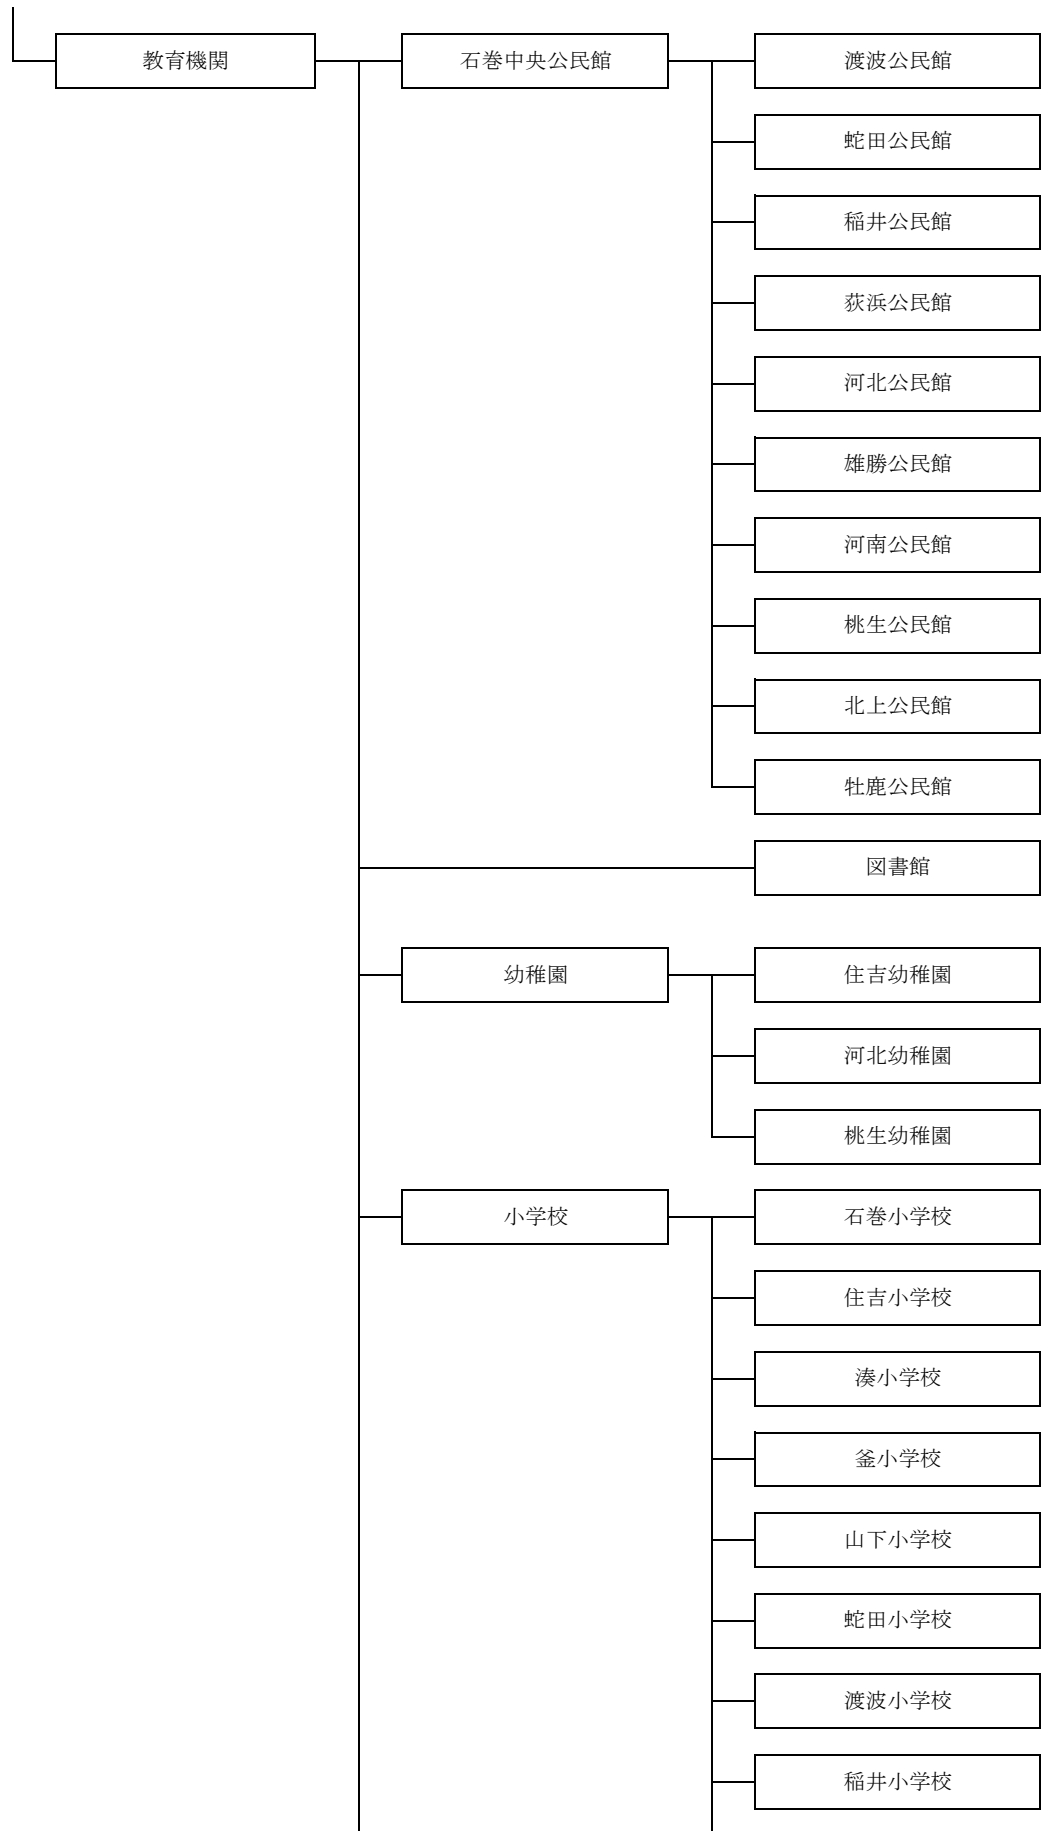 教育機関
石巻中央公民館
渡波公民館
蛇田公民館
稲井公民館
荻浜公民館
河北公民館
雄勝公民館
河南公民館
桃生公民館
北上公民館
牡鹿公民館
図書館
幼稚園
住吉幼稚園
河北幼稚園
桃生幼稚園
小学校
石巻小学校
住吉小学校
湊小学校
釜小学校
山下小学校
蛇田小学校
渡波小学校
稲井小学校